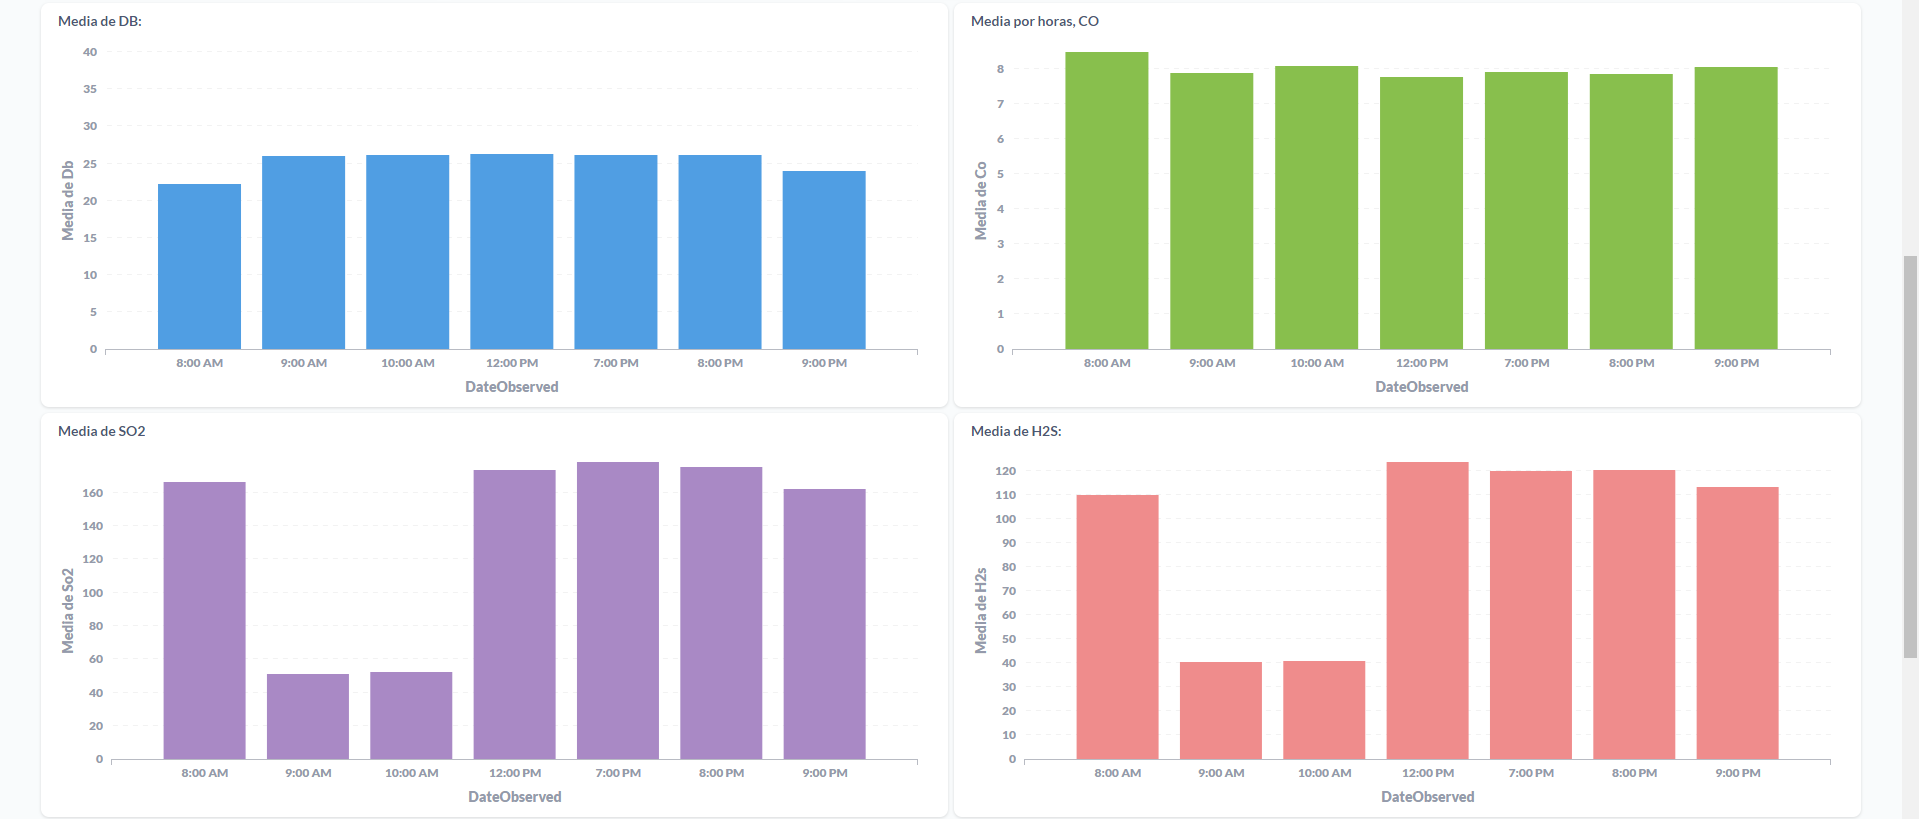 Media de DB:
40
35
30
25
20
15
10
5
0
Media de Db
8:00 AM 9:00 AM 10:00 AM 12:00 PM 7:00 PM 8:00 PM 9:00 PM
DateObserved
Media por horas, CO
8
7
6
5
4
3
2
1
0
Media de Co
8:00 AM 9:00 AM 10:00 AM 12:00 PM 7:00 PM 8:00 PM 9:00 PM
DateObserved
Media de SO2
160
140
120
100
80
60
40
20
0
Media de So2
8:00 AM 9:00 AM 10:00 AM 12:00 PM 7:00 PM 8:00 PM 9:00 PM
DateObserved
Media de H2S:
120
110
100
90
80
70
60
50
40
30
20
10
0
Media de H2s
8:00 AM 9:00 AM 10:00 AM 12:00 PM 7:00 PM 8:00 PM 9:00 PM
DateObserved